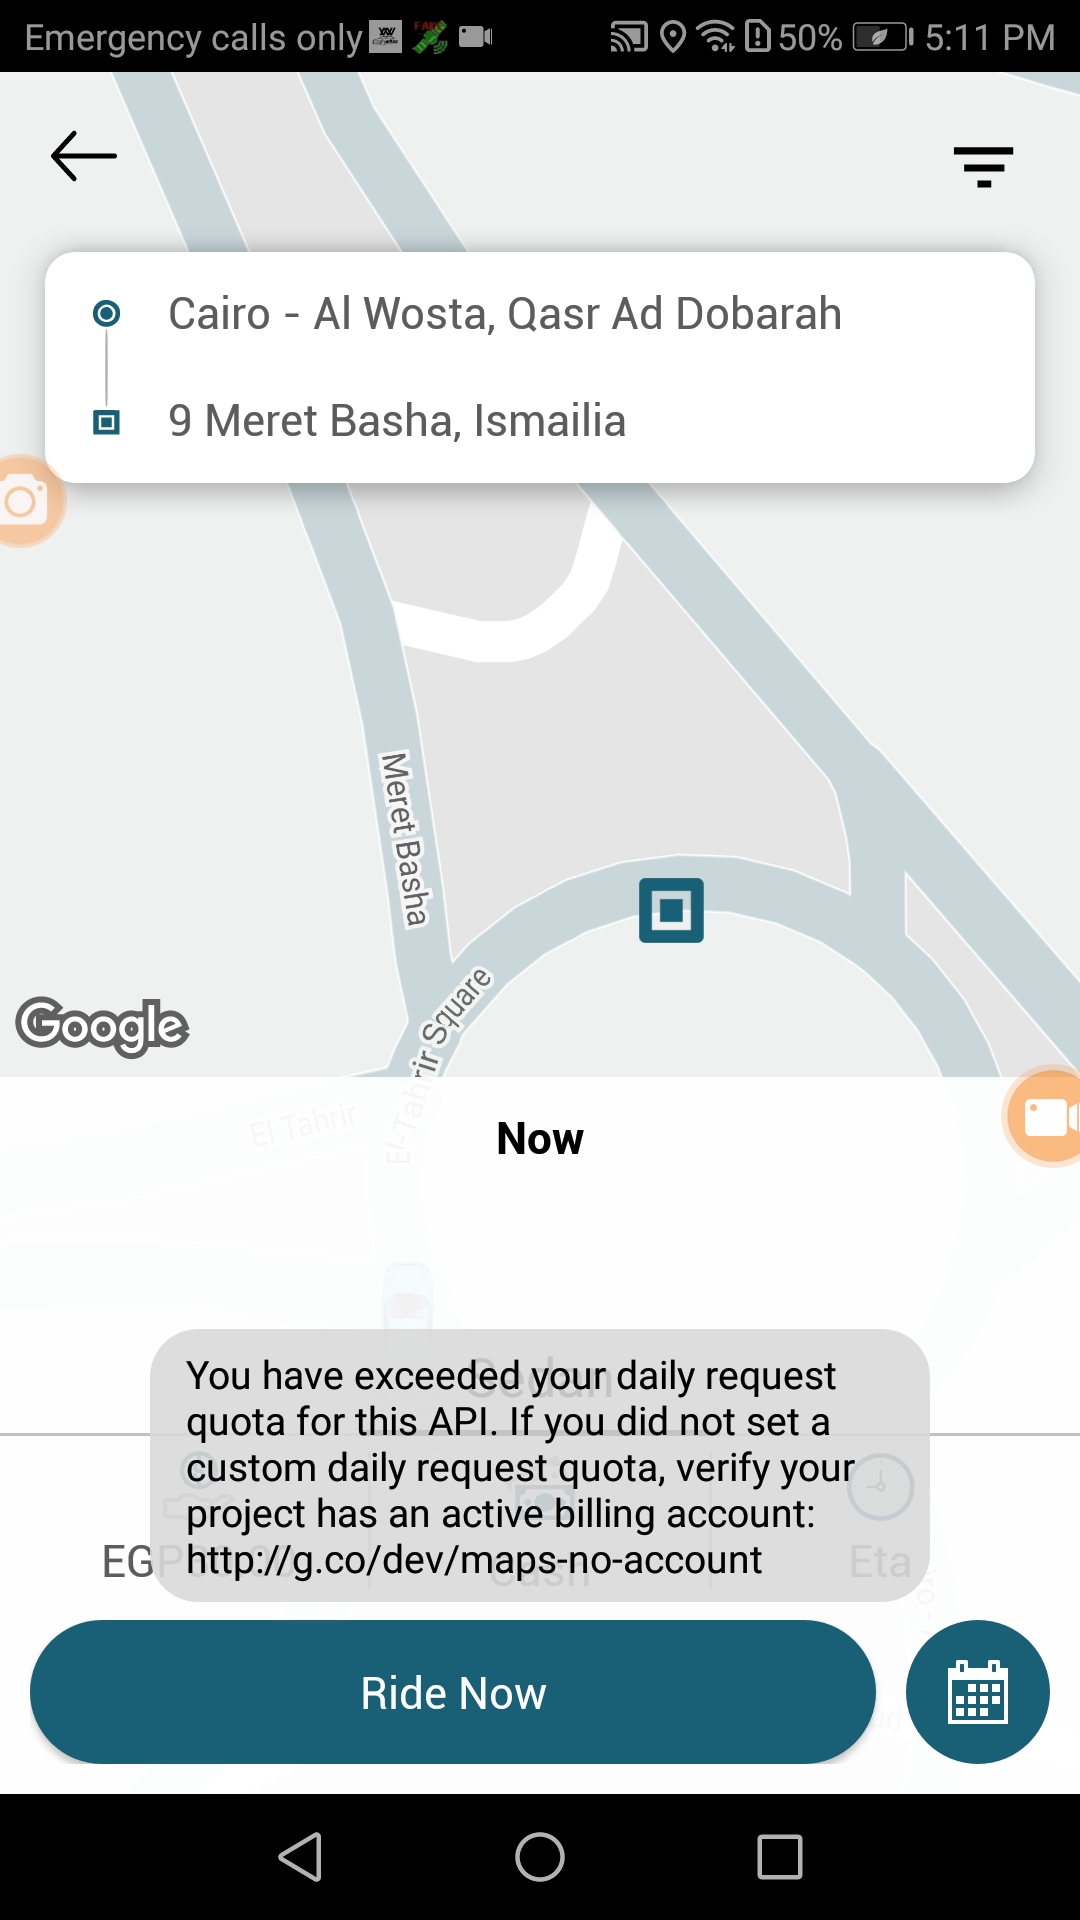 Emergency calls only 50% 5:11 PM
Cairo - Al Wosta, Qasr Ad Dobarah
9 Meret Basha, Ismailia
Meret Basha
El-Tahrir Square
Google
El Tahrir
Now
Sedan
You have exceeded your daily request
quota for this API. If you did not set a
custom daily request quota, verify your
project has an active billing account:
http://g.co/dev/maps-no-account
Cash
Eta
Ride Now